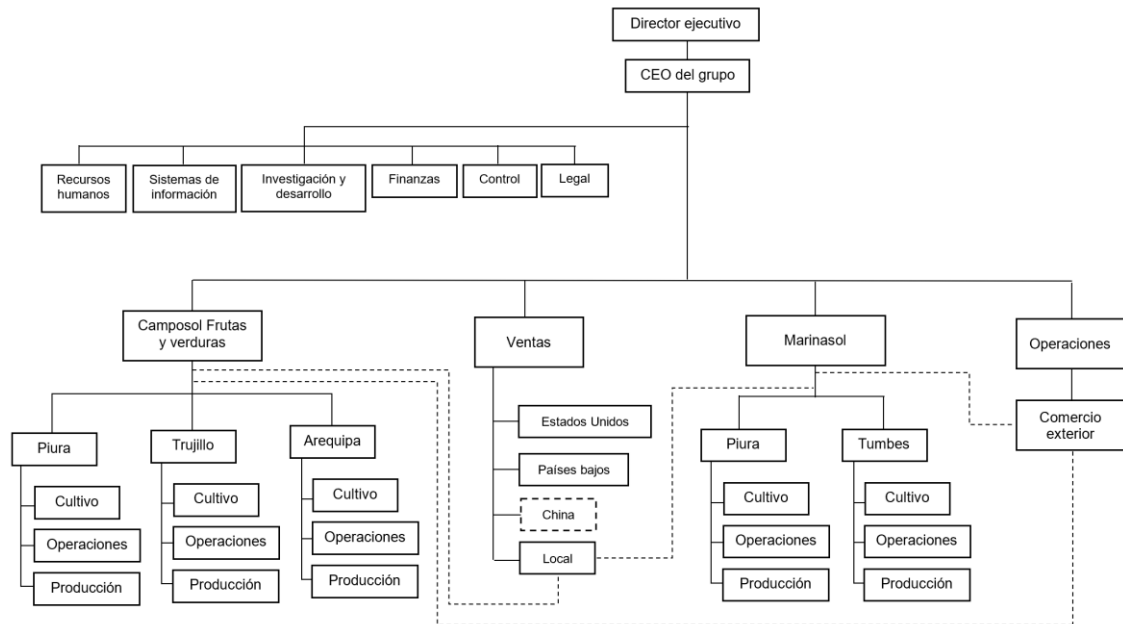 Director ejecutivo
CEO del grupo
Recursos
humanos
Sistemas de
información
Investigación y
desarrollo
Finanzas
Control
Legal
Camposol Frutas
y verduras
Ventas
Marinasol
Operaciones
Comercio
exterior
Piura
Cultivo
Operaciones
Producción
Trujillo
Cultivo
Operaciones
Producción
Arequipa
Cultivo
Operaciones
Producción
Estados Unidos
Países bajos
China
Local
Piura
Cultivo
Operaciones
Producción
Tumbes
Cultivo
Operaciones
Producción